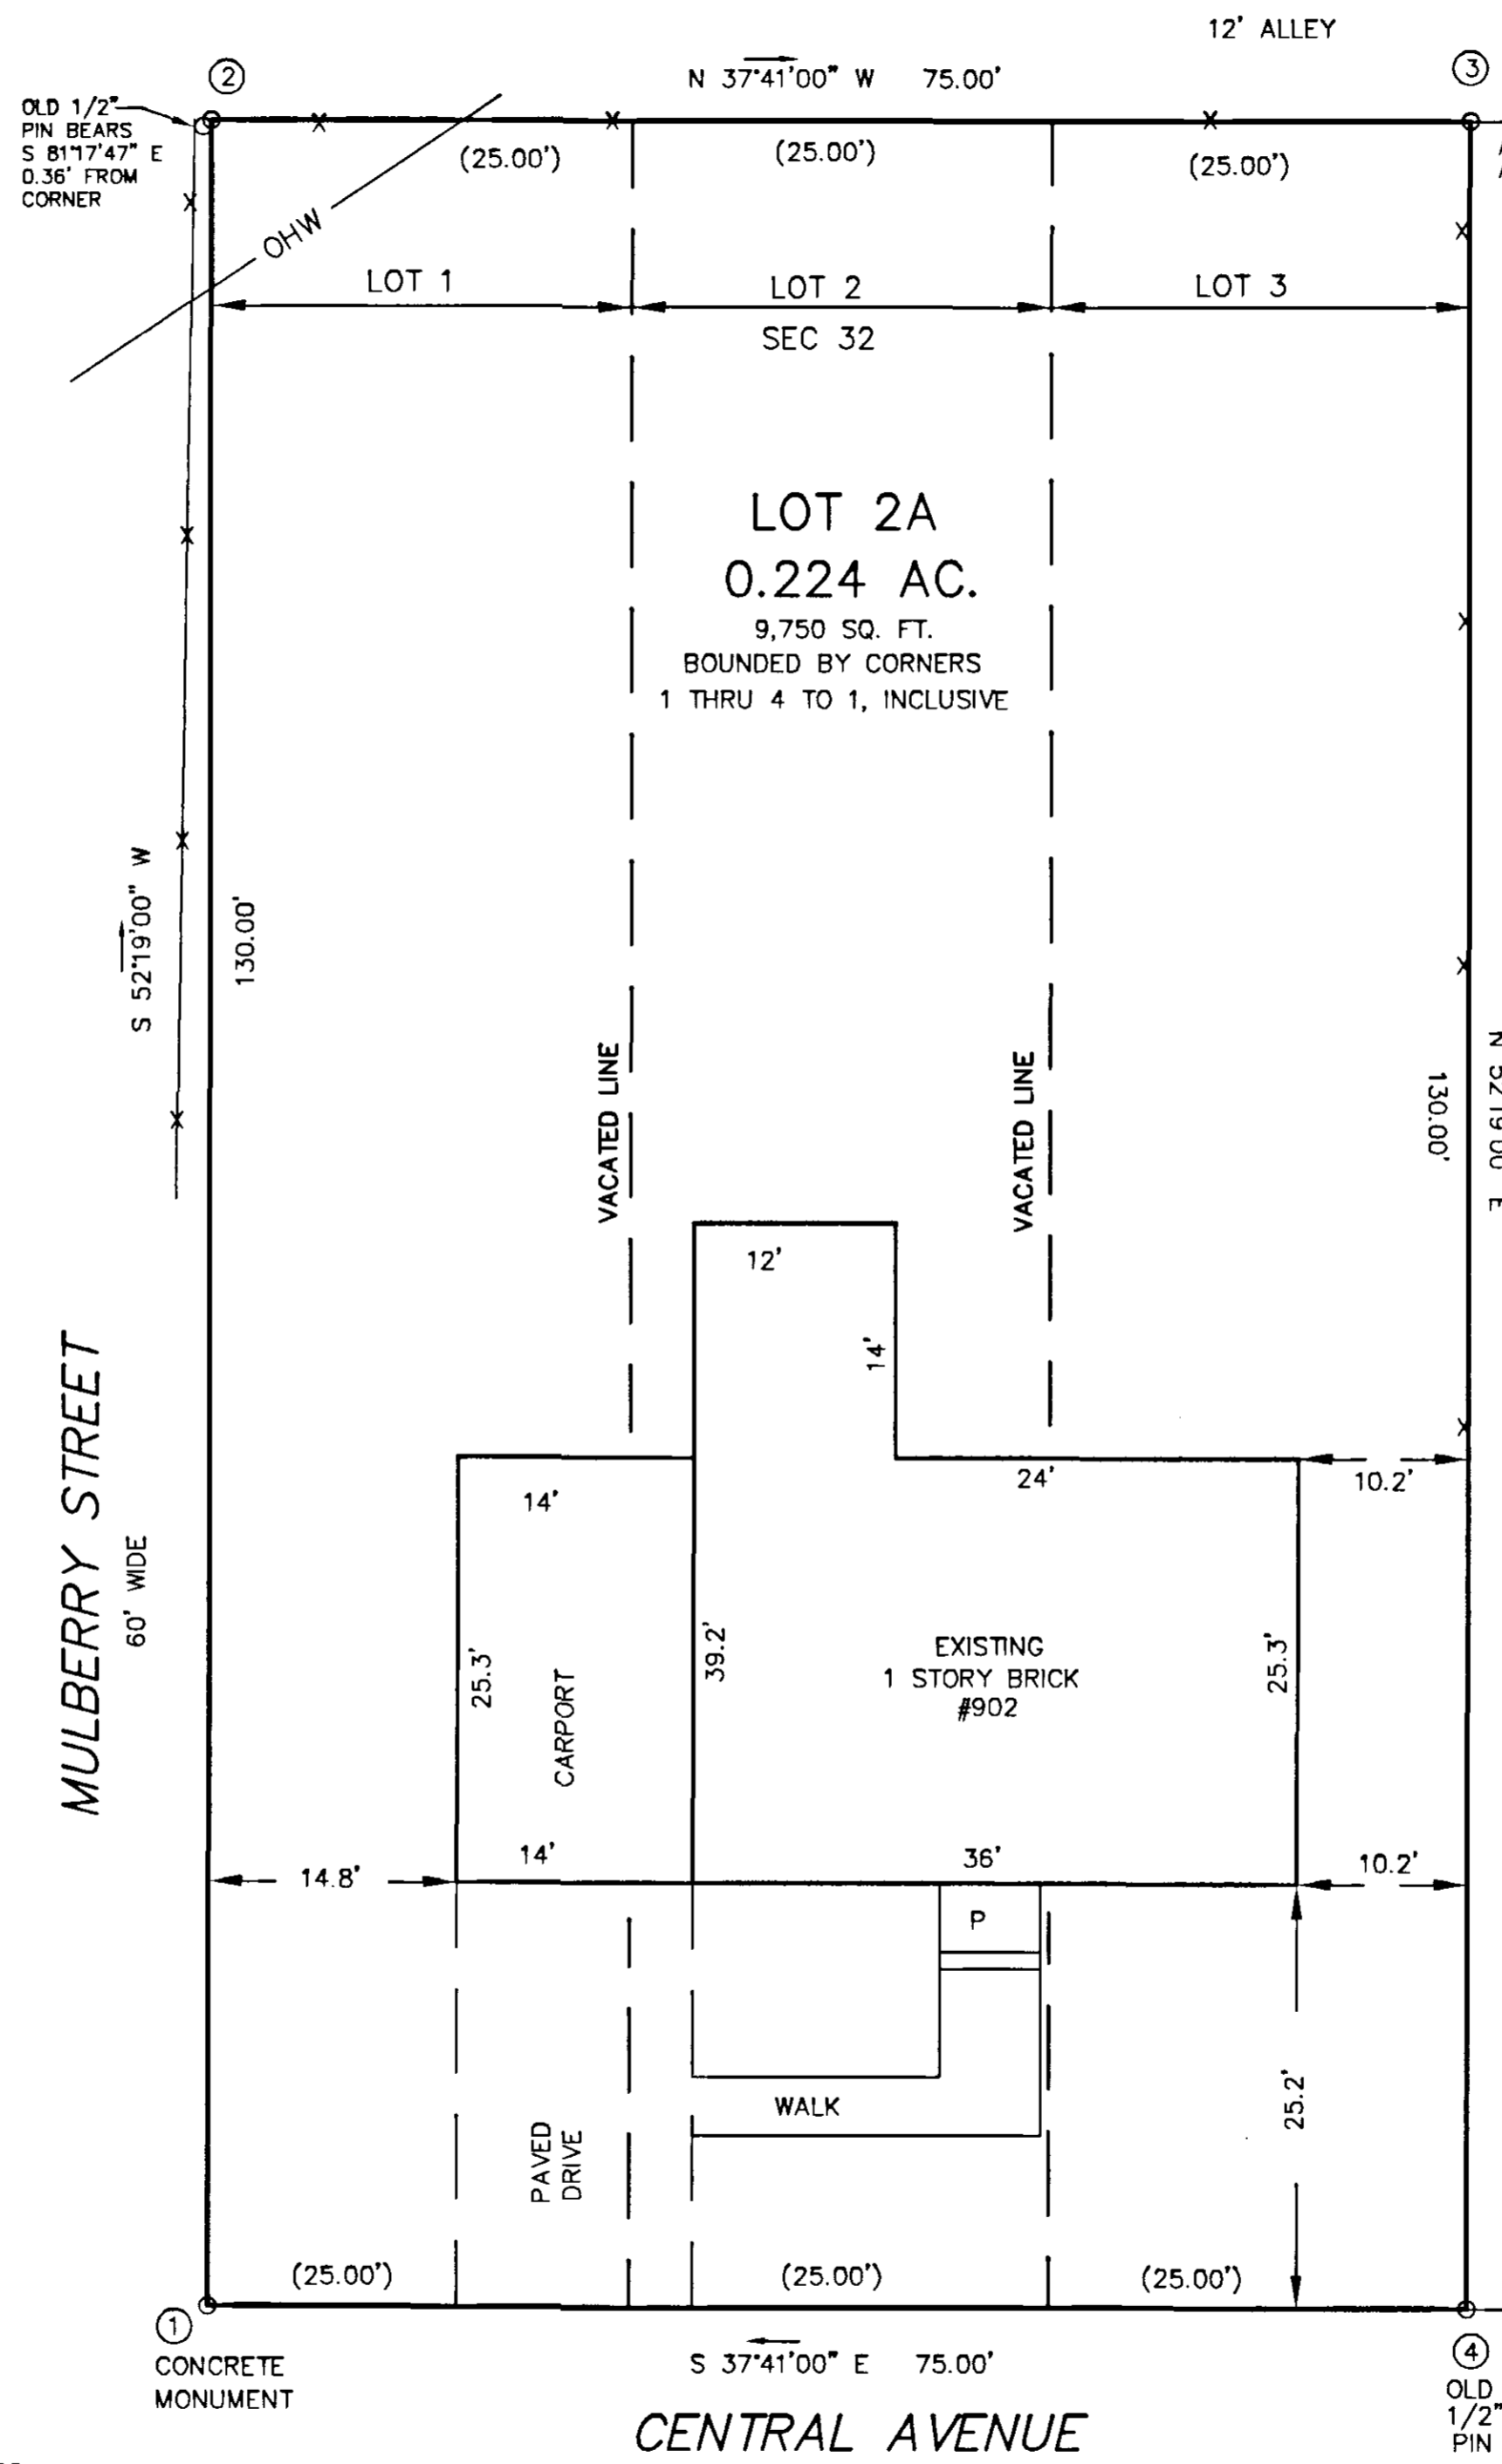 12' ALLEY
2
N 37°41'00" W 75.00'
3
OLD 1/2"
PIN BEARS
S 81°17'47" E
0.36' FROM
CORNER
(25.00')
(25.00')
(25.00')
OHW
LOT 1
LOT 2
LOT 3
SEC 32
LOT 2A
0.224 AC.
9,750 SQ. FT.
BOUNDED BY CORNERS
1 THRU 4 TO 1, INCLUSIVE
S 52°19'00" W
130.00'
VACATED LINE
VACATED LINE
130.00'
N 52°19'00" E
12'
14'
MULBERRY STREET
60' WIDE
14'
24'
10.2'
25.3'
CARPORT
39.2'
EXISTING
1 STORY BRICK
#902
25.3'
14.8'
14'
36'
10.2'
P
WALK
25.2'
PAVED
DRIVE
(25.00')
(25.00')
(25.00')
1
CONCRETE
MONUMENT
S 37°41'00" E 75.00'
4
OLD
1/2"
PIN
CENTRAL AVENUE